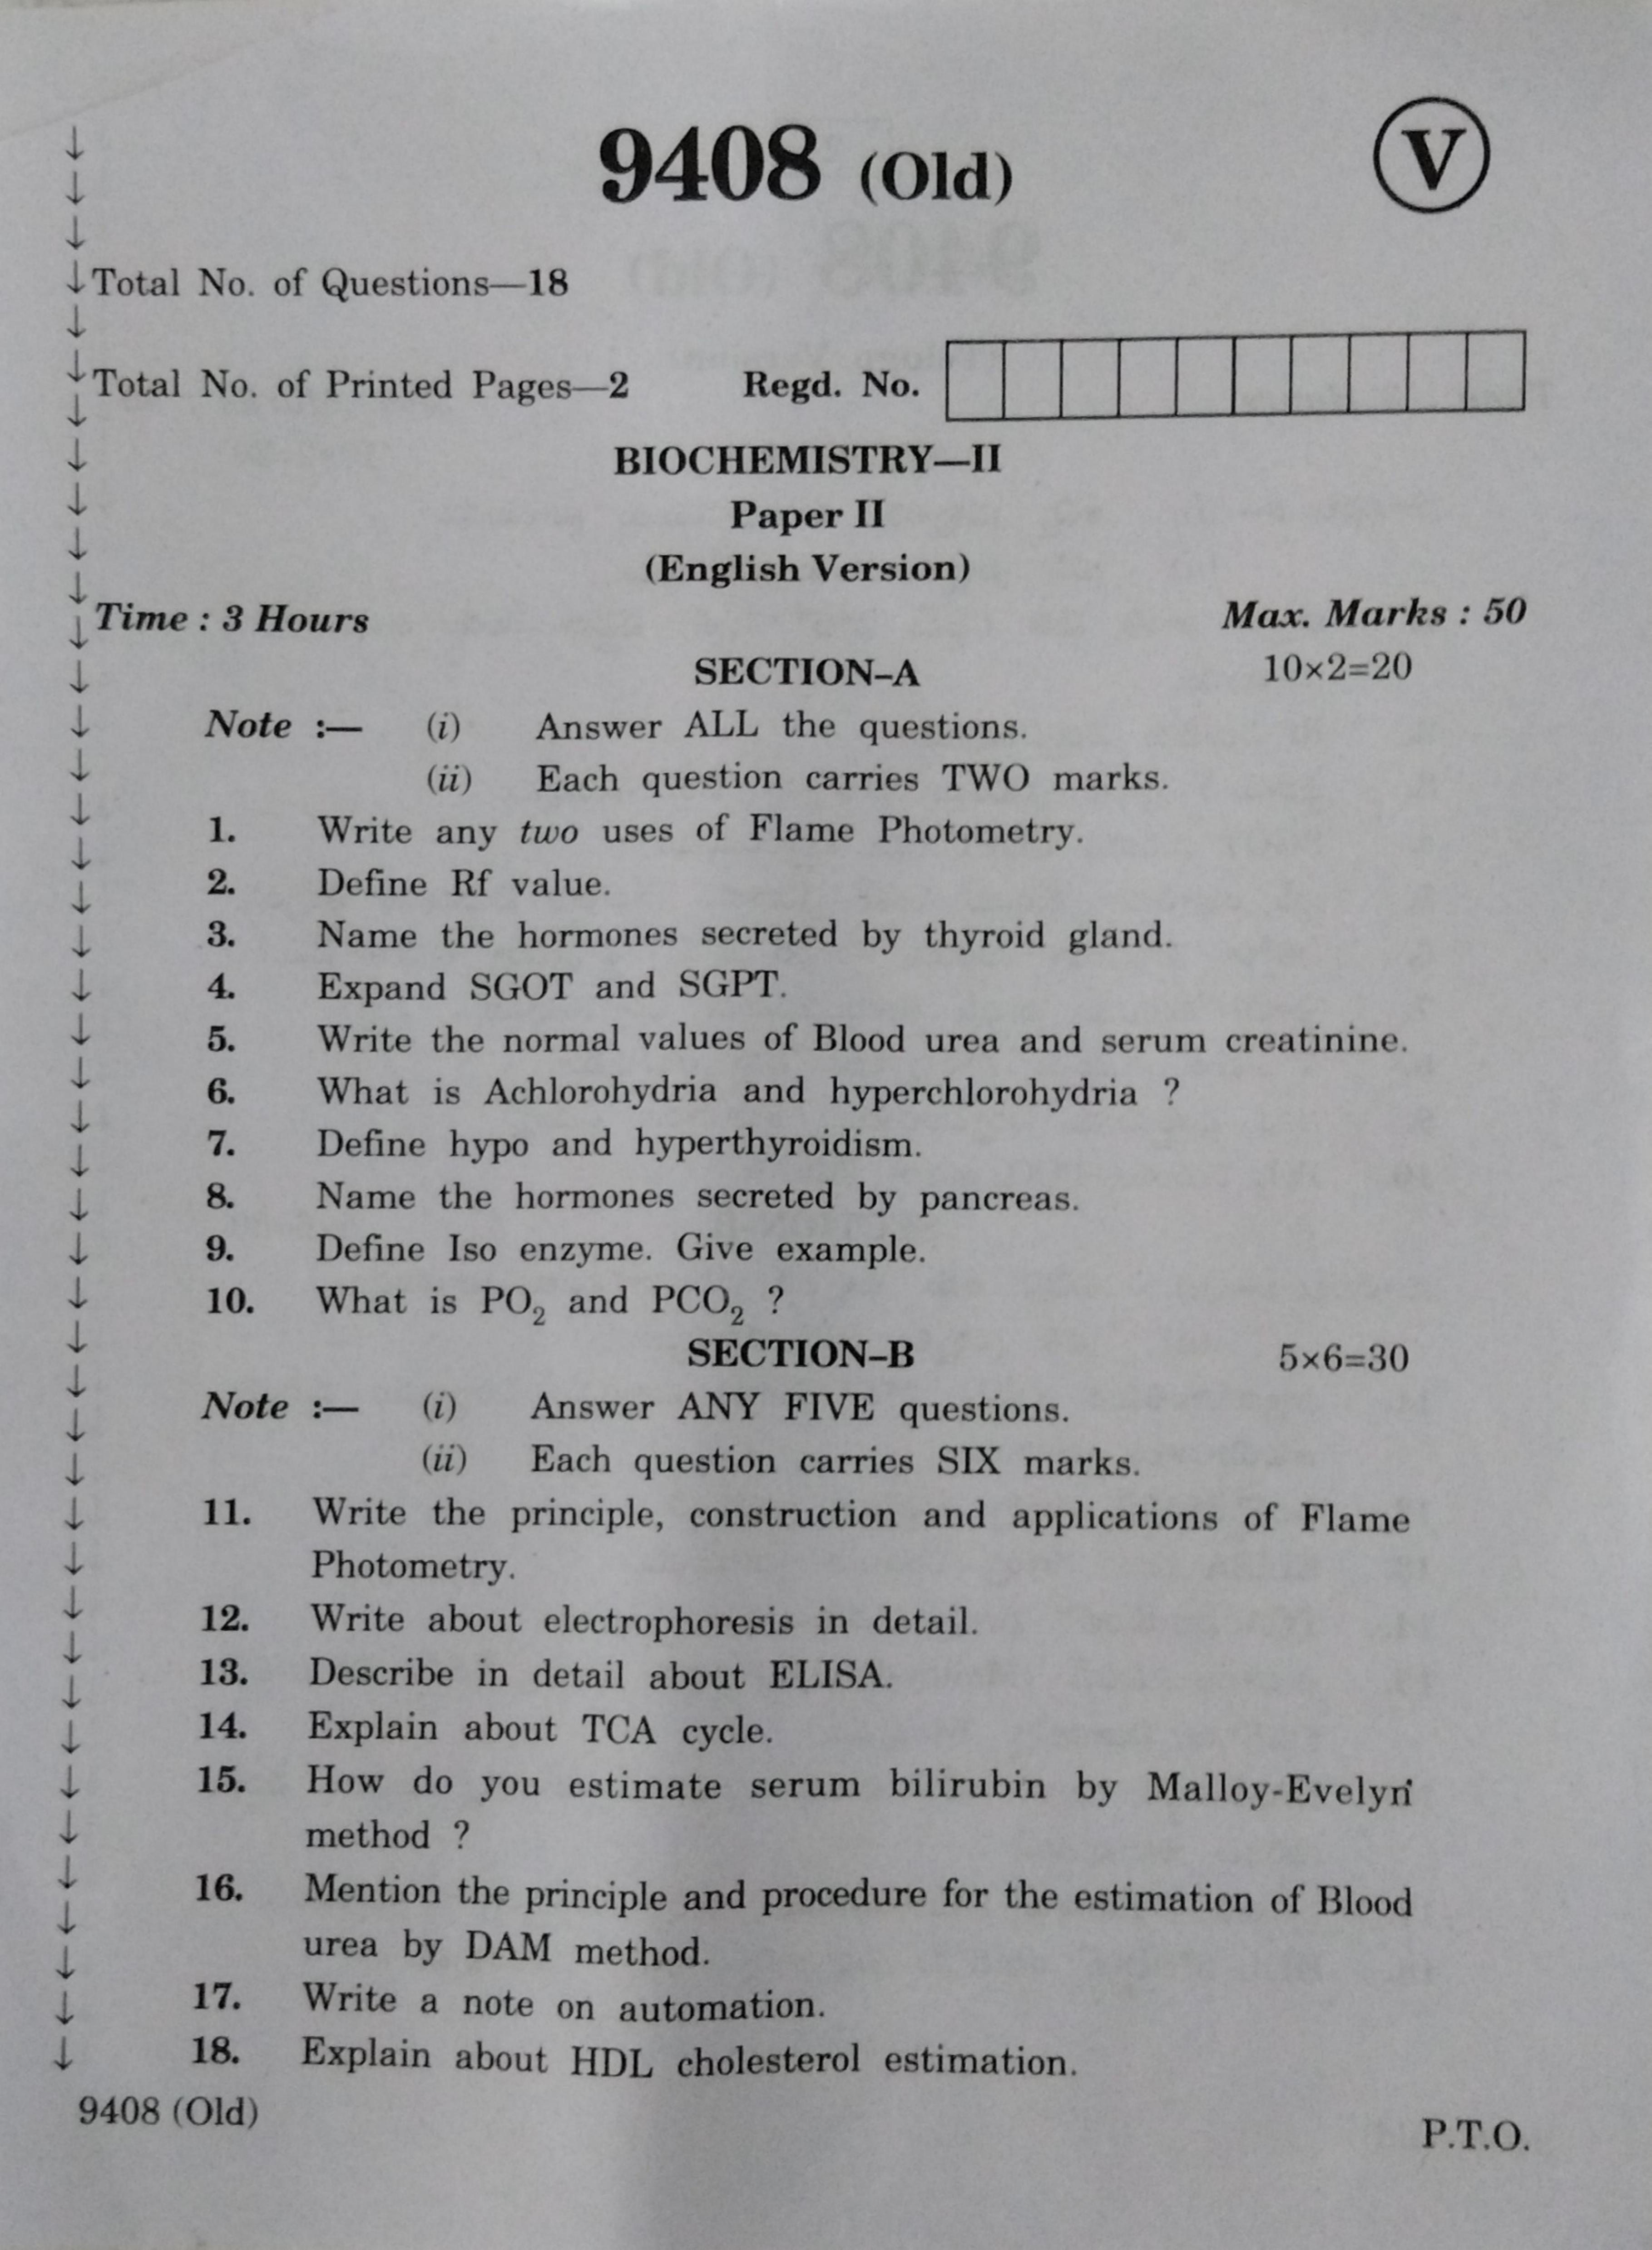 9408 (Old)
V
Total No. of Questions—18
Total No. of Printed Pages—2 Regd. No.
BIOCHEMISTRY—II
Paper II
(English Version)
Time : 3 Hours Max. Marks : 50
SECTION–A 10×2=20
Note :— (i) Answer ALL the questions.
(ii) Each question carries TWO marks.
1. Write any two uses of Flame Photometry.
2. Define Rf value.
3. Name the hormones secreted by thyroid gland.
4. Expand SGOT and SGPT.
5. Write the normal values of Blood urea and serum creatinine.
6. What is Achlorohydria and hyperchlorohydria ?
7. Define hypo and hyperthyroidism.
8. Name the hormones secreted by pancreas.
9. Define Iso enzyme. Give example.
10. What is PO₂ and PCO₂ ?
SECTION–B 5×6=30
Note :— (i) Answer ANY FIVE questions.
(ii) Each question carries SIX marks.
11. Write the principle, construction and applications of Flame
Photometry.
12. Write about electrophoresis in detail.
13. Describe in detail about ELISA.
14. Explain about TCA cycle.
15. How do you estimate serum bilirubin by Malloy-Evelyn
method ?
16. Mention the principle and procedure for the estimation of Blood
urea by DAM method.
17. Write a note on automation.
18. Explain about HDL cholesterol estimation.
9408 (Old)
P.T.O.